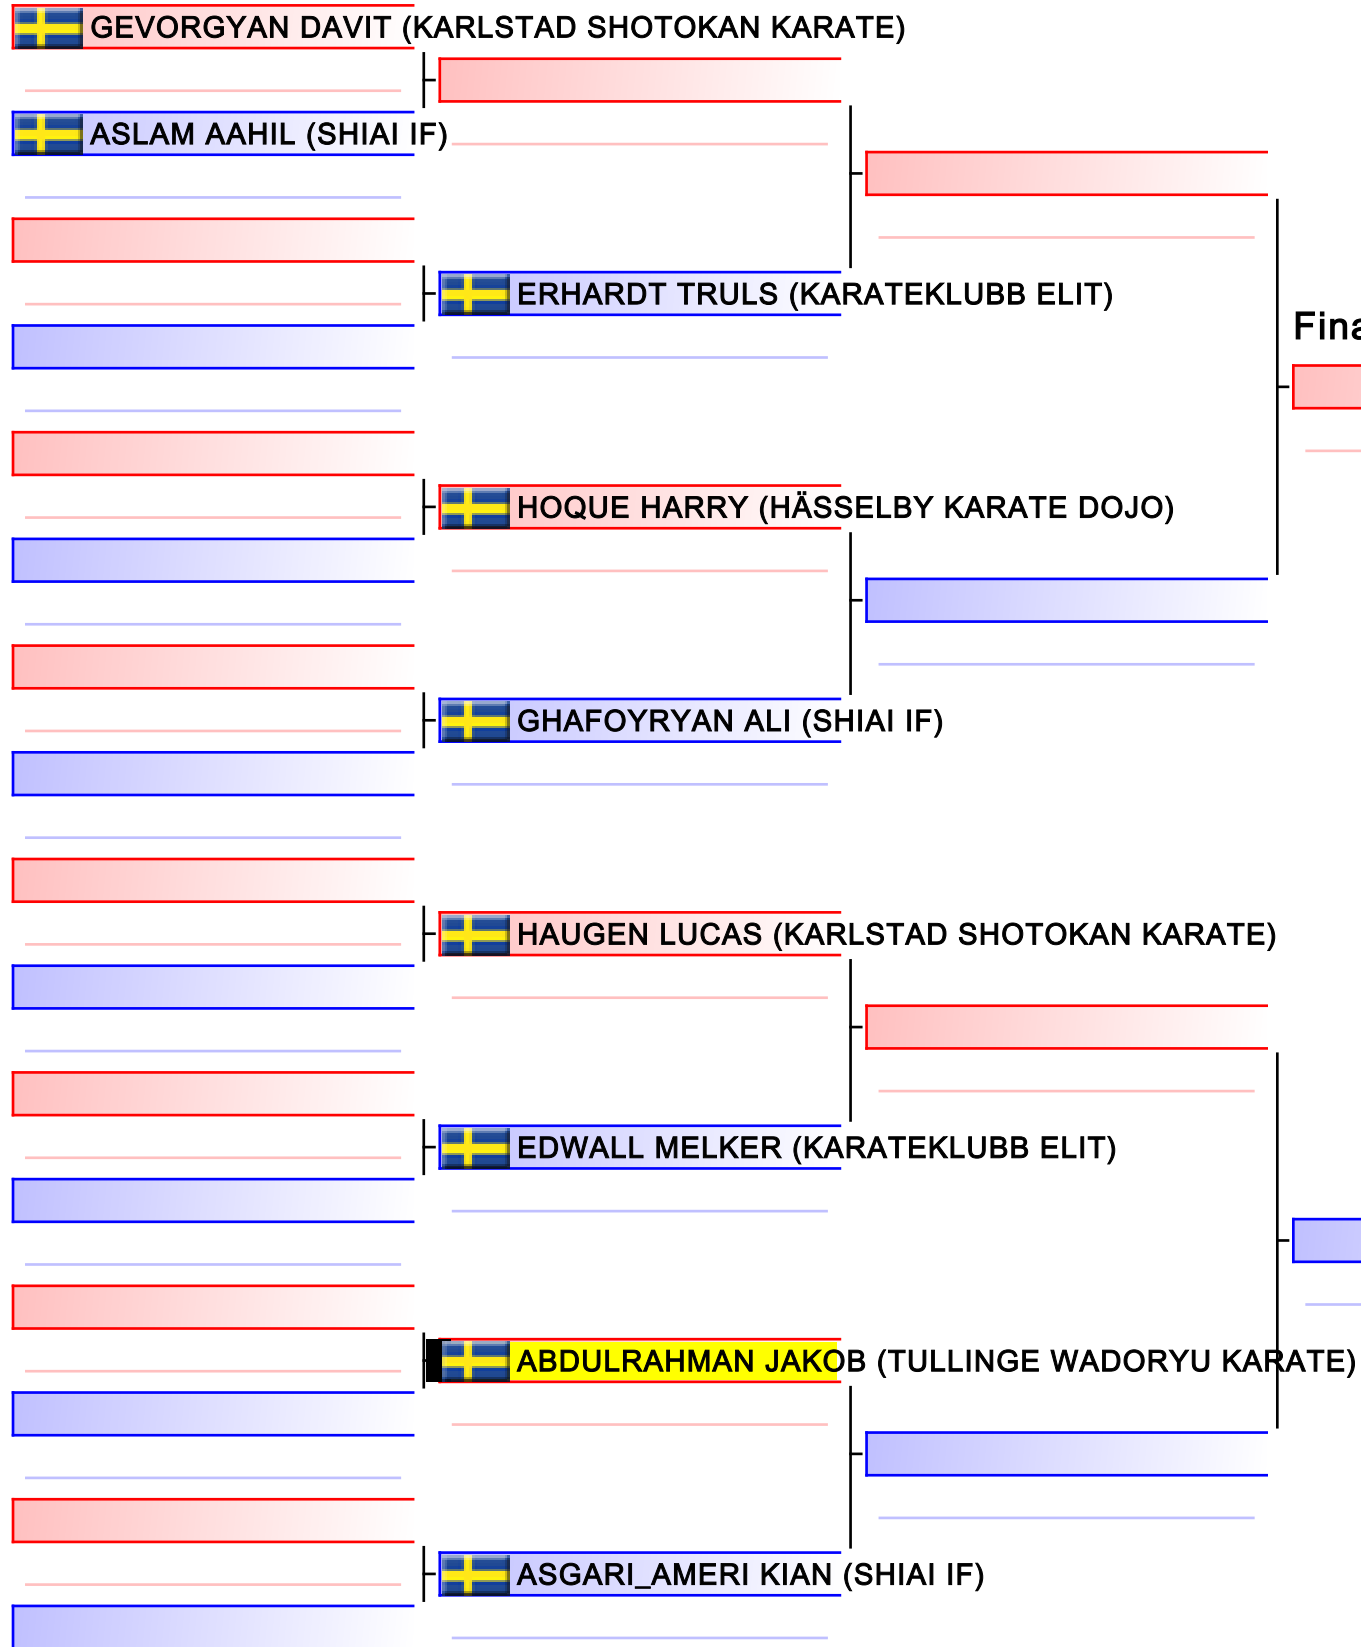 GEVORGYAN DAVIT (KARLSTAD SHOTOKAN KARATE)
ASLAM AAHIL (SHIAI IF)
ERHARDT TRULS (KARATEKLUBB ELIT)
Fina
HOQUE HARRY (HÄSSELBY KARATE DOJO)
GHAFOYRYAN ALI (SHIAI IF)
HAUGEN LUCAS (KARLSTAD SHOTOKAN KARATE)
EDWALL MELKER (KARATEKLUBB ELIT)
ABDULRAHMAN JAKOB (TULLINGE WADORYU KARATE)
ASGARI_AMERI KIAN (SHIAI IF)